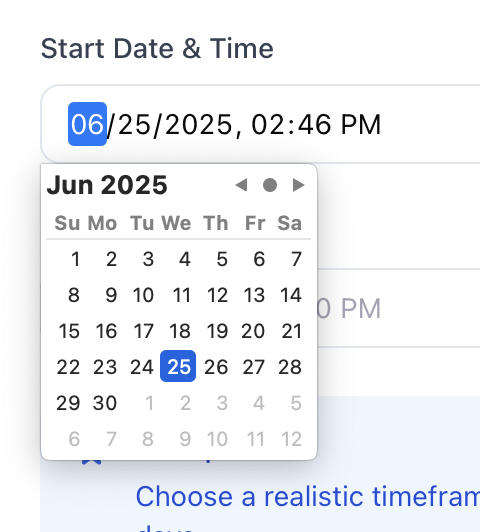 Start Date & Time
06/25/2025, 02:46 PM
Jun 2025
Su Mo Tu We Th Fr Sa
1 2 3 4 5 6 7
8 9 10 11 12 13 14
15 16 17 18 19 20 21
0 PM
22 23 24 25 26 27 28
29 30 1 2 3 4 5
6 7 8 9 10 11 12
Choose a realistic timefram